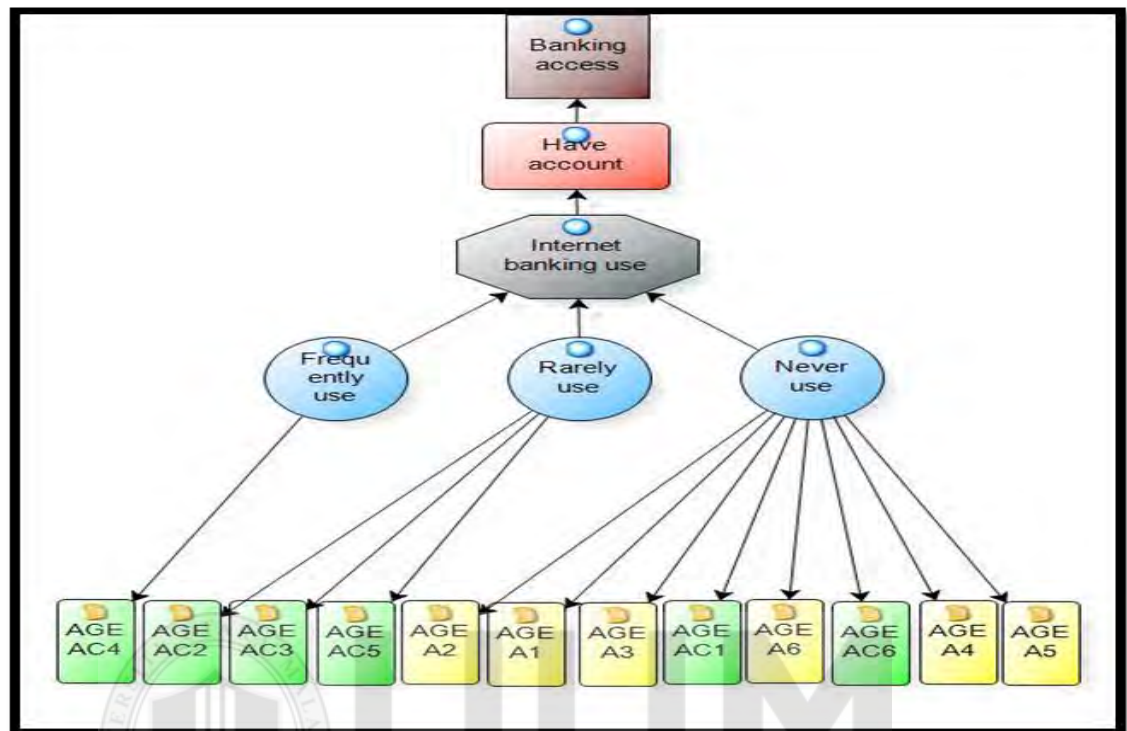 Banking
access
Have
account
Internet
banking use
Frequ
ently
use
Rarely
use
Never
use
AGE
AC4
AGE
AC2
AGE
AC3
AGE
AC5
AGE
A2
AGE
A1
AGE
A3
AGE
AC1
AGE
A6
AGE
AC6
AGE
A4
AGE
A5